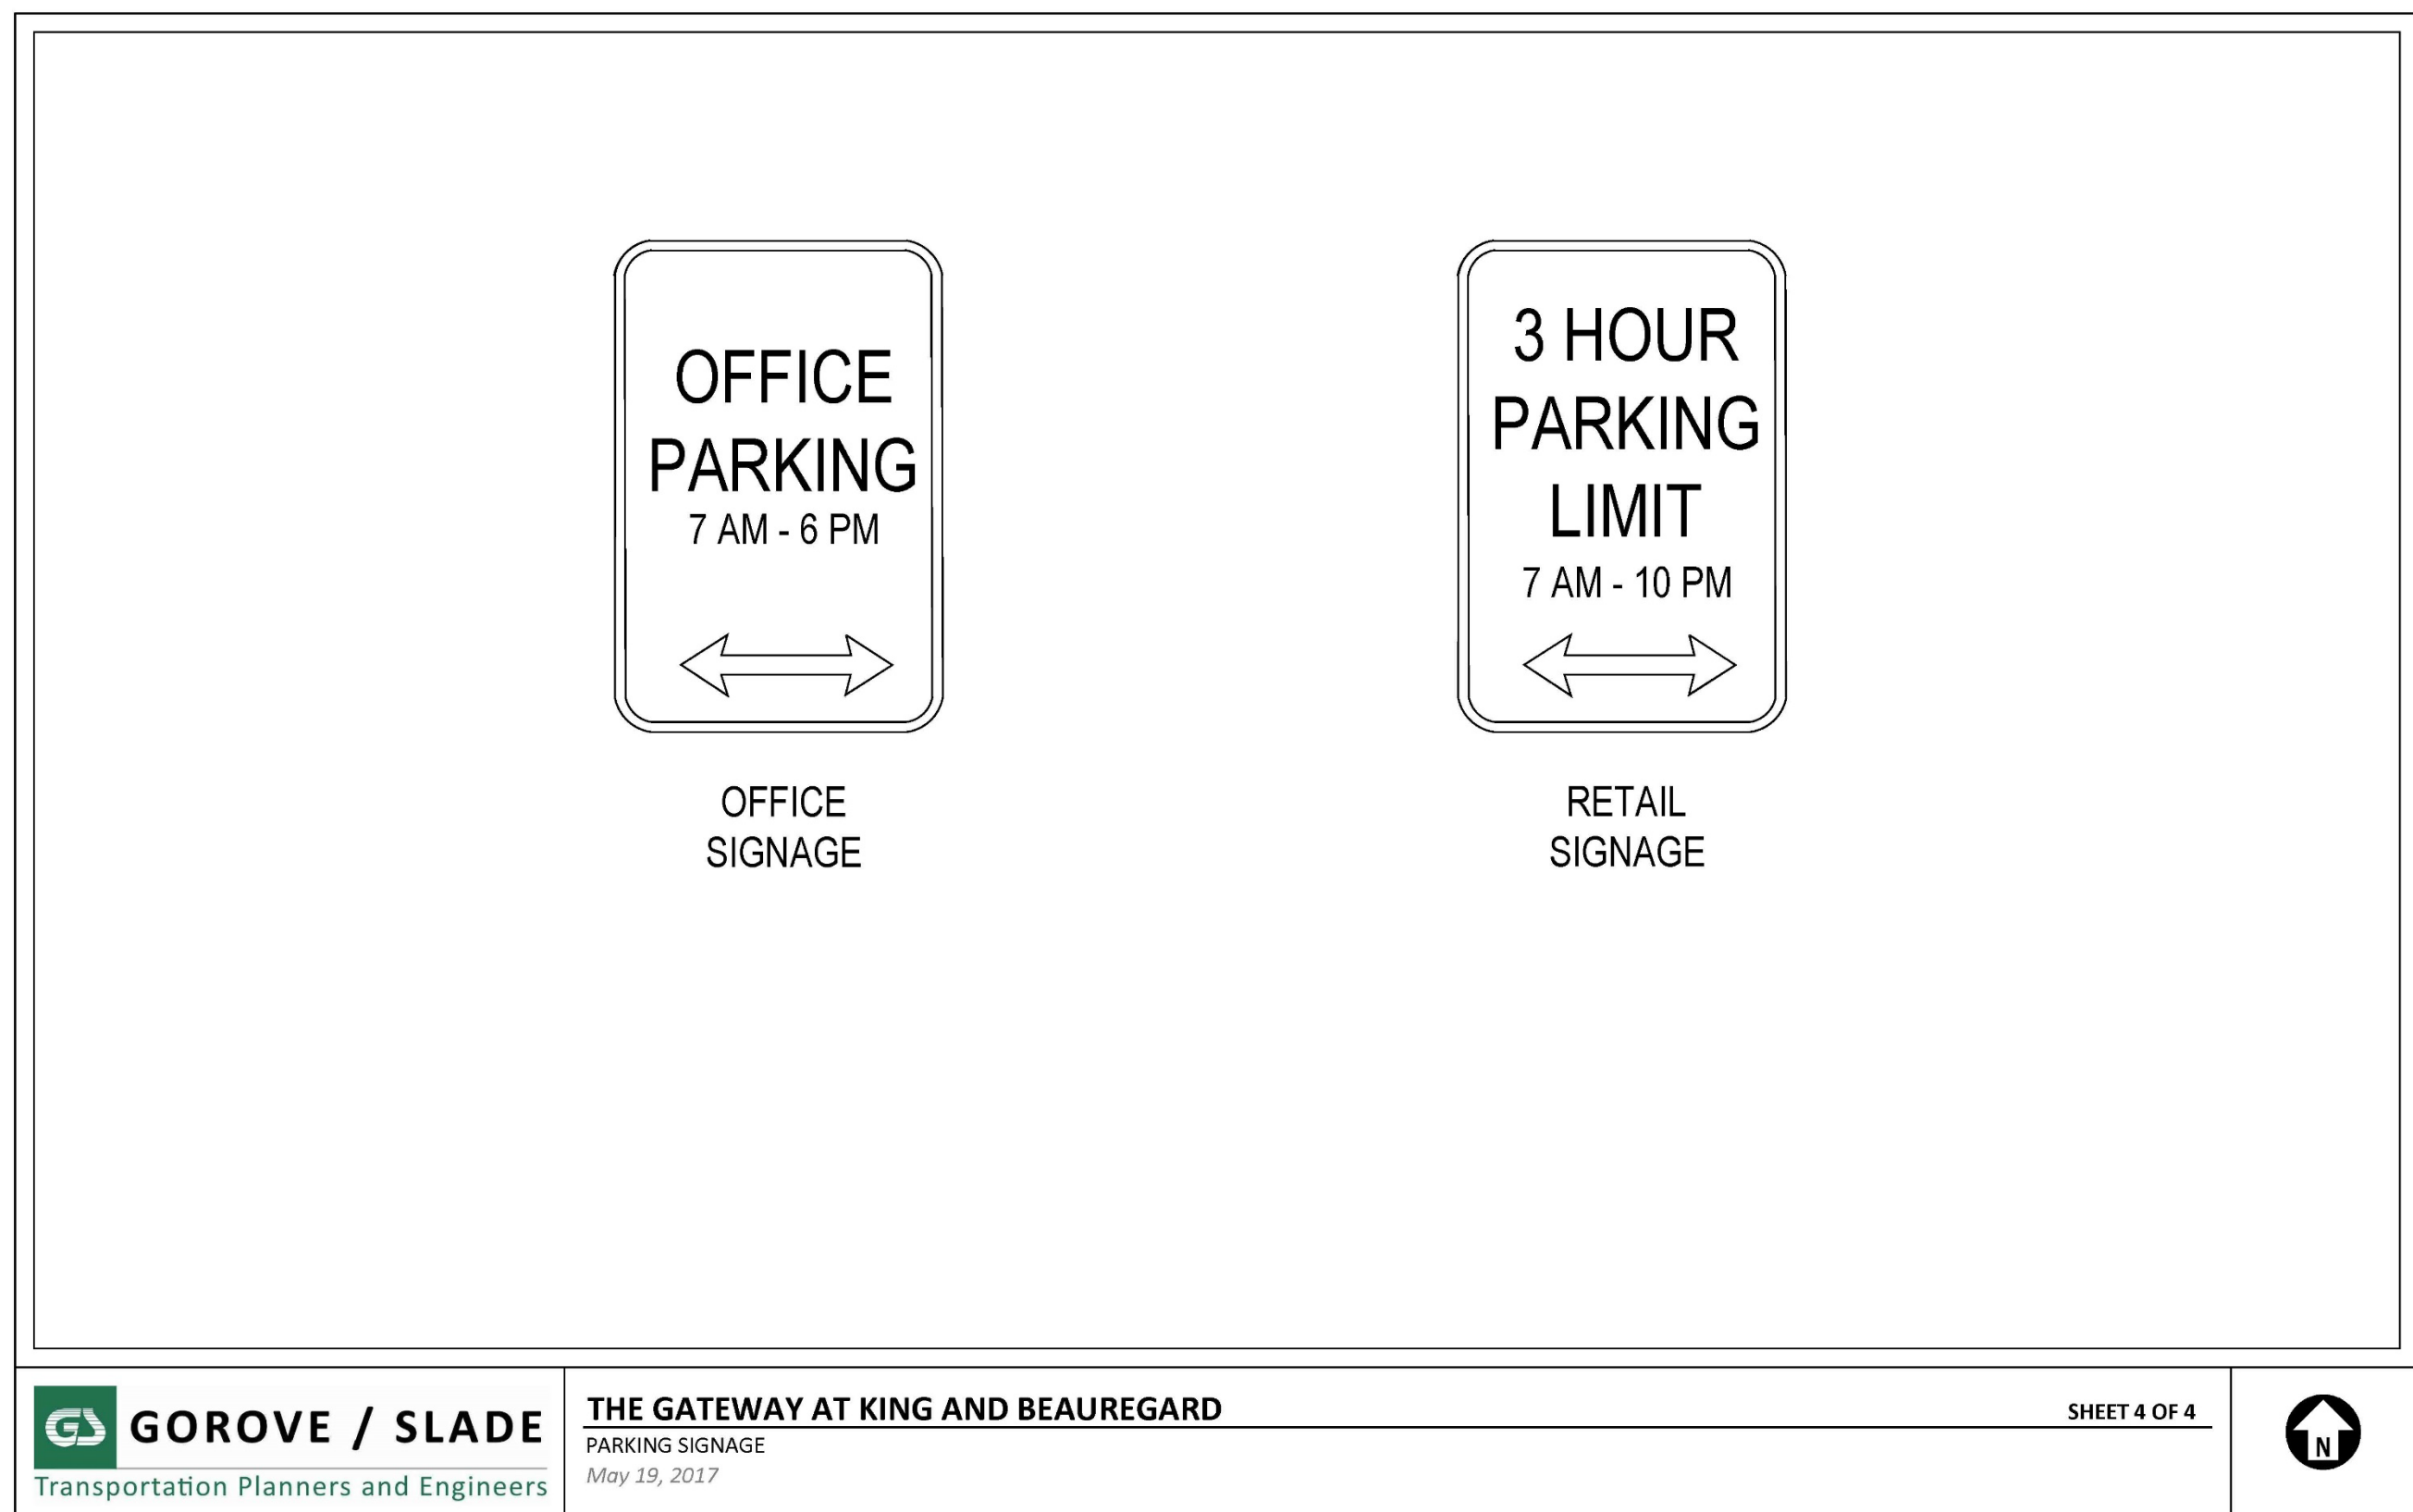 OFFICE
PARKING
7 AM - 6 PM
OFFICE
SIGNAGE
3 HOUR
PARKING
LIMIT
7 AM - 10 PM
RETAIL
SIGNAGE
GS GOROVE / SLADE
Transportation Planners and Engineers
THE GATEWAY AT KING AND BEAUREGARD
PARKING SIGNAGE
May 19, 2017
SHEET 4 OF 4
N